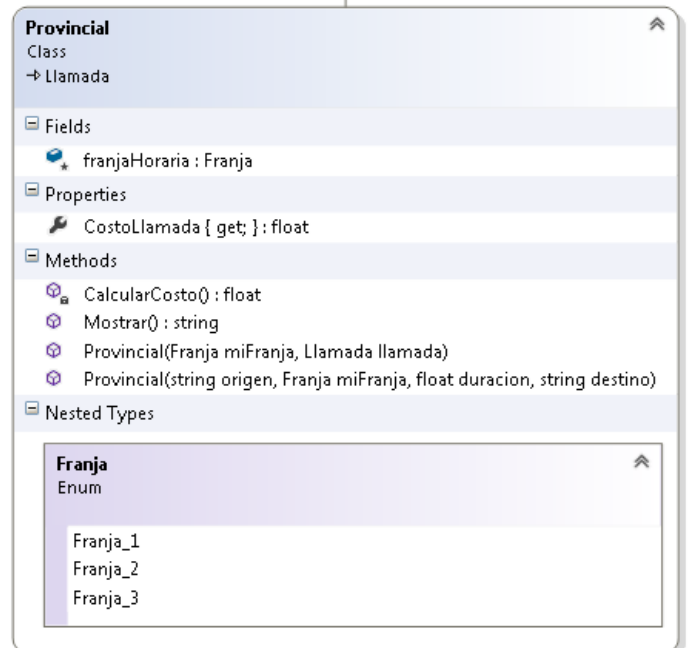 Provincial
Class
Llamada
Fields
franjaHoraria : Franja
Properties
CostoLlamada { get; } : float
Methods
CalcularCosto() : float
Mostrar() : string
Provincial(Franja miFranja, Llamada llamada)
Provincial(string origen, Franja miFranja, float duracion, string destino)
Nested Types
Franja
Enum
Franja_1
Franja_2
Franja_3